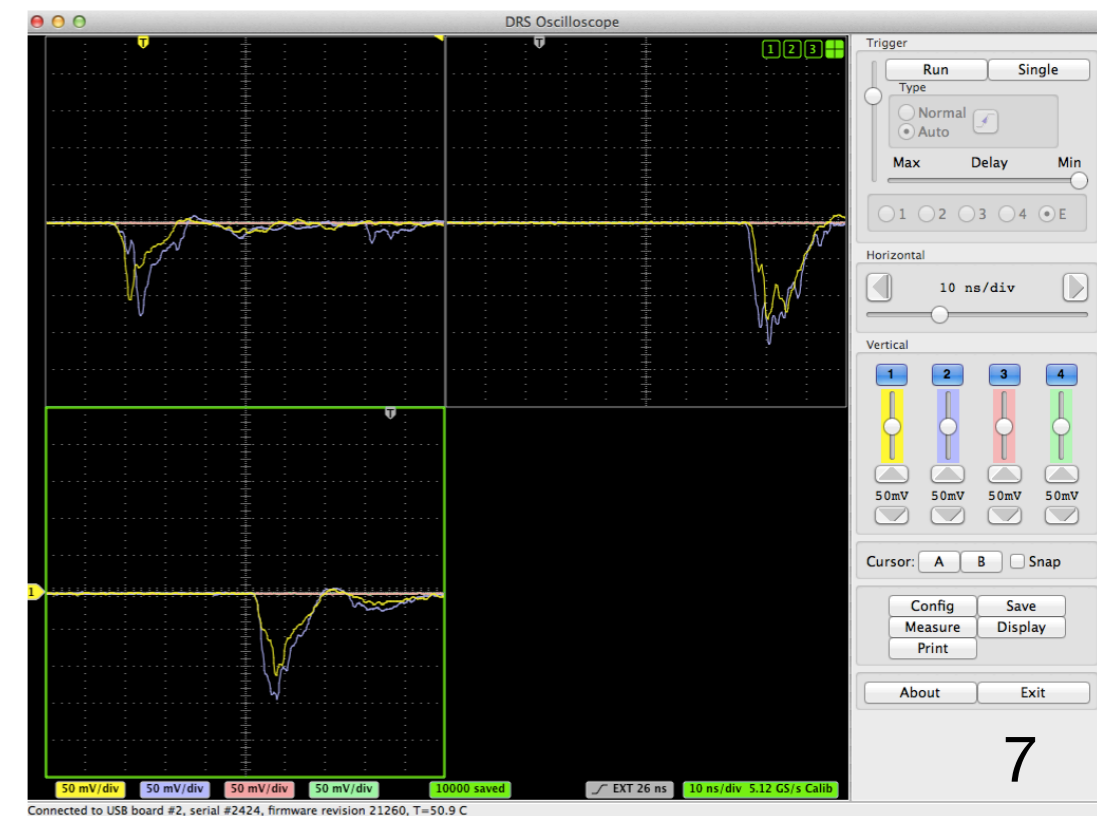 DRS Oscilloscope
T
T
1 2 3
Trigger
Run Single
Type
Normal
Auto
Max Delay Min
1 2 3 4 E
Horizontal
10 ns/div
Vertical
1 2 3 4
50mV 50mV 50mV 50mV
T
1
Cursor: A B Snap
Config Save
Measure Display
Print
About Exit
7
50 mV/div 50 mV/div 50 mV/div 50 mV/div 10000 saved EXT 26 ns 10 ns/div 5.12 GS/s Calib
Connected to USB board #2, serial #2424, firmware revision 21260, T=50.9 C